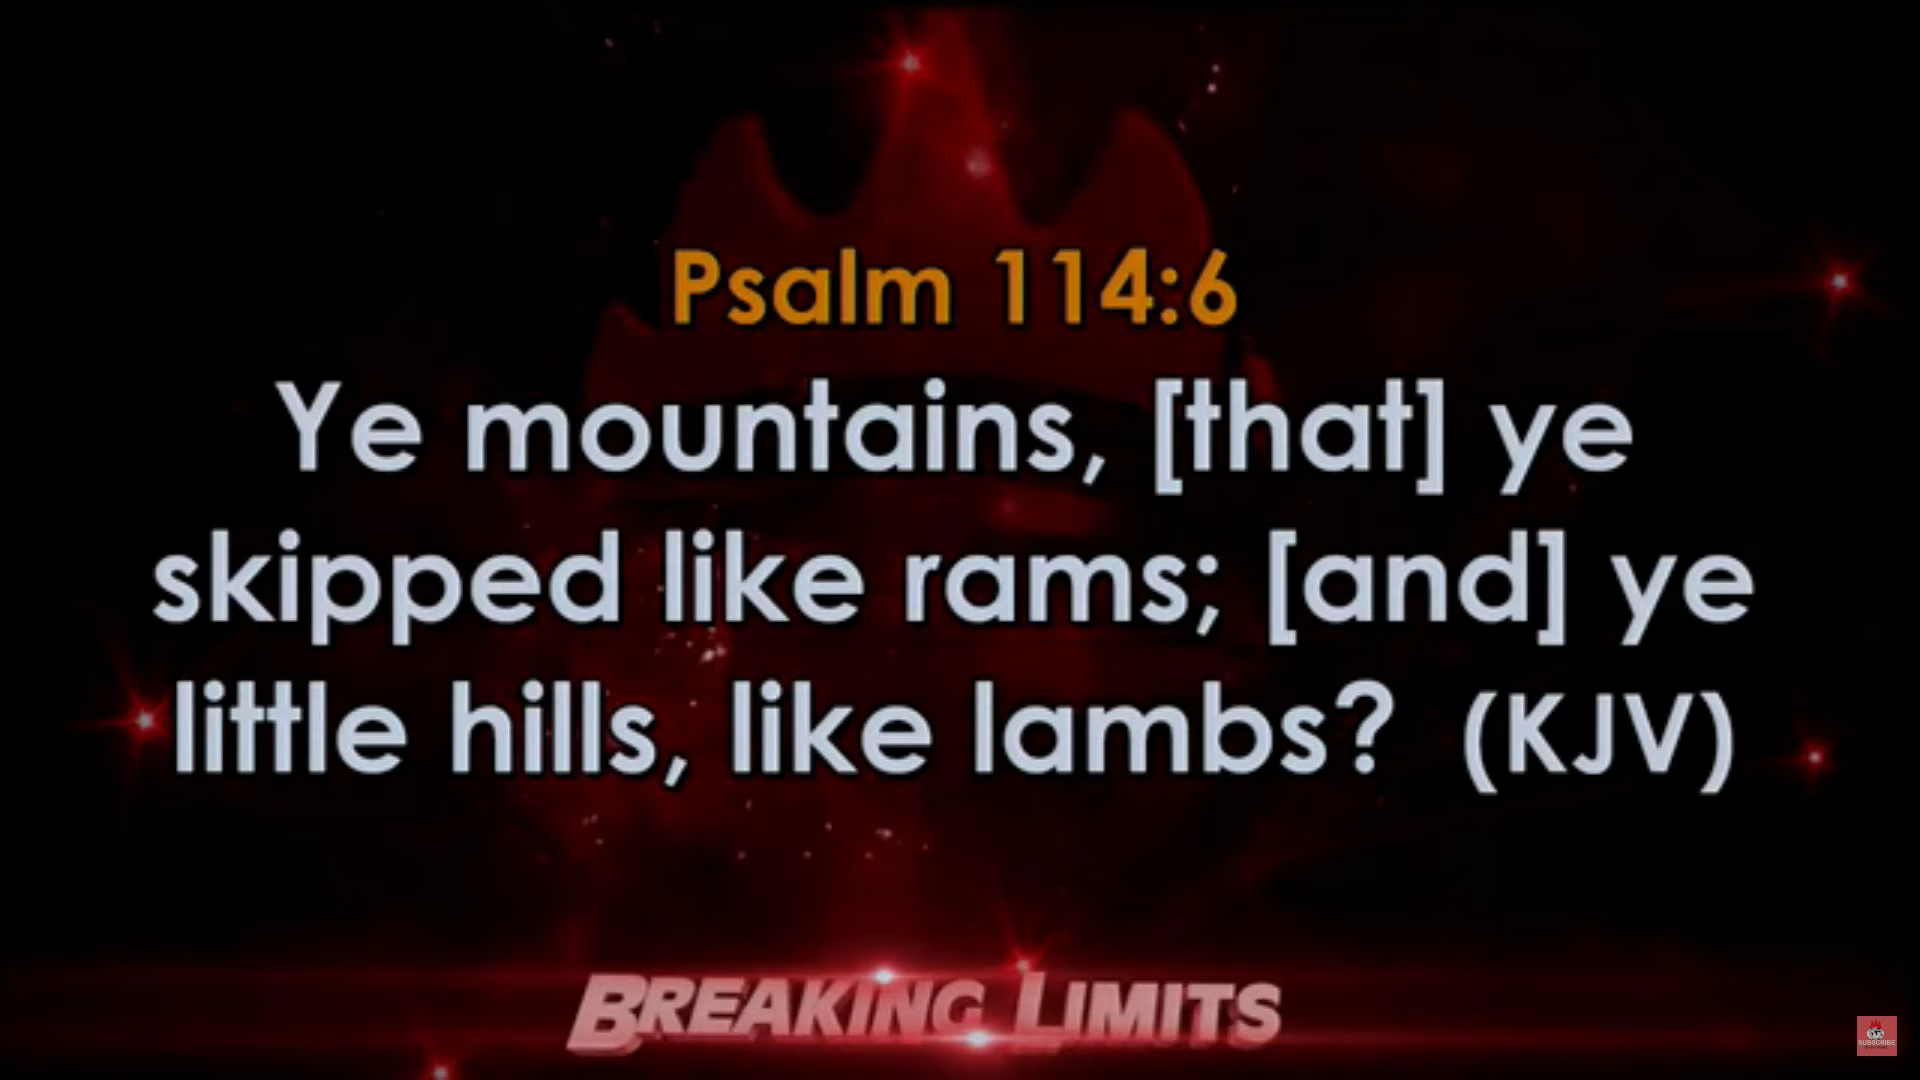 Psalm 114:6
Ye mountains, [that] ye
skipped like rams; [and] ye
little hills, like lambs? (KJV)
BREAKING LIMITS
SUBSCRIBE